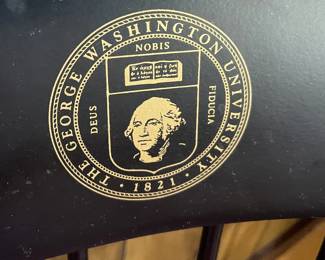 THE GEORGE WASHINGTON UNIVERSITY
· 1821 ·
DEUS
NOBIS
FIDUCIA